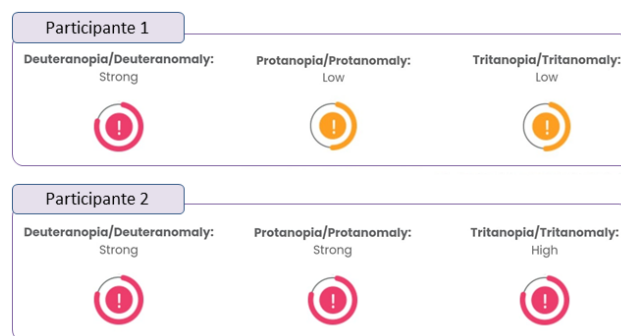 Participante 1
Deuteranopia/Deuteranomaly: Protanopia/Protanomaly: Tritanopia/Tritanomaly:
Strong Low Low
! ! !
Participante 2
Deuteranopia/Deuteranomaly: Protanopia/Protanomaly: Tritanopia/Tritanomaly:
Strong Strong High
! ! !